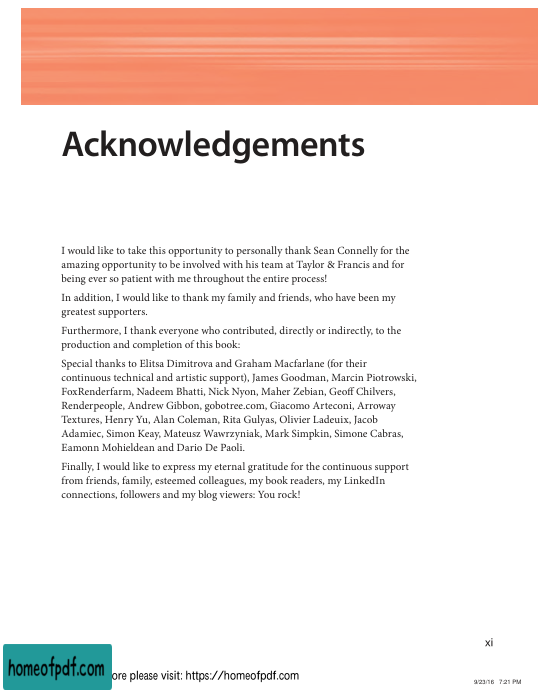 Acknowledgements
I would like to take this opportunity to personally thank Sean Connelly for the
amazing opportunity to be involved with his team at Taylor & Francis and for
being ever so patient with me throughout the entire process!
In addition, I would like to thank my family and friends, who have been my
greatest supporters.
Furthermore, I thank everyone who contributed, directly or indirectly, to the
production and completion of this book:
Special thanks to Elitsa Dimitrova and Graham Macfarlane (for their
continuous technical and artistic support), James Goodman, Marcin Piotrowski,
FoxRenderfarm, Nadeem Bhatti, Nick Nyon, Maher Zebian, Geoff Chilvers,
Renderpeople, Andrew Gibbon, gobotree.com, Giacomo Arteconi, Arroway
Textures, Henry Yu, Alan Coleman, Rita Gulyas, Olivier Ladeuix, Jacob
Adamiec, Simon Keay, Mateusz Wawrzyniak, Mark Simpkin, Simone Cabras,
Eamonn Mohieldean and Dario De Paoli.
Finally, I would like to express my eternal gratitude for the continuous support
from friends, family, esteemed colleagues, my book readers, my LinkedIn
connections, followers and my blog viewers: You rock!
xi
homeofpdf.com
ore please visit: https://homeofpdf.com
9/23/16 7:21 PM